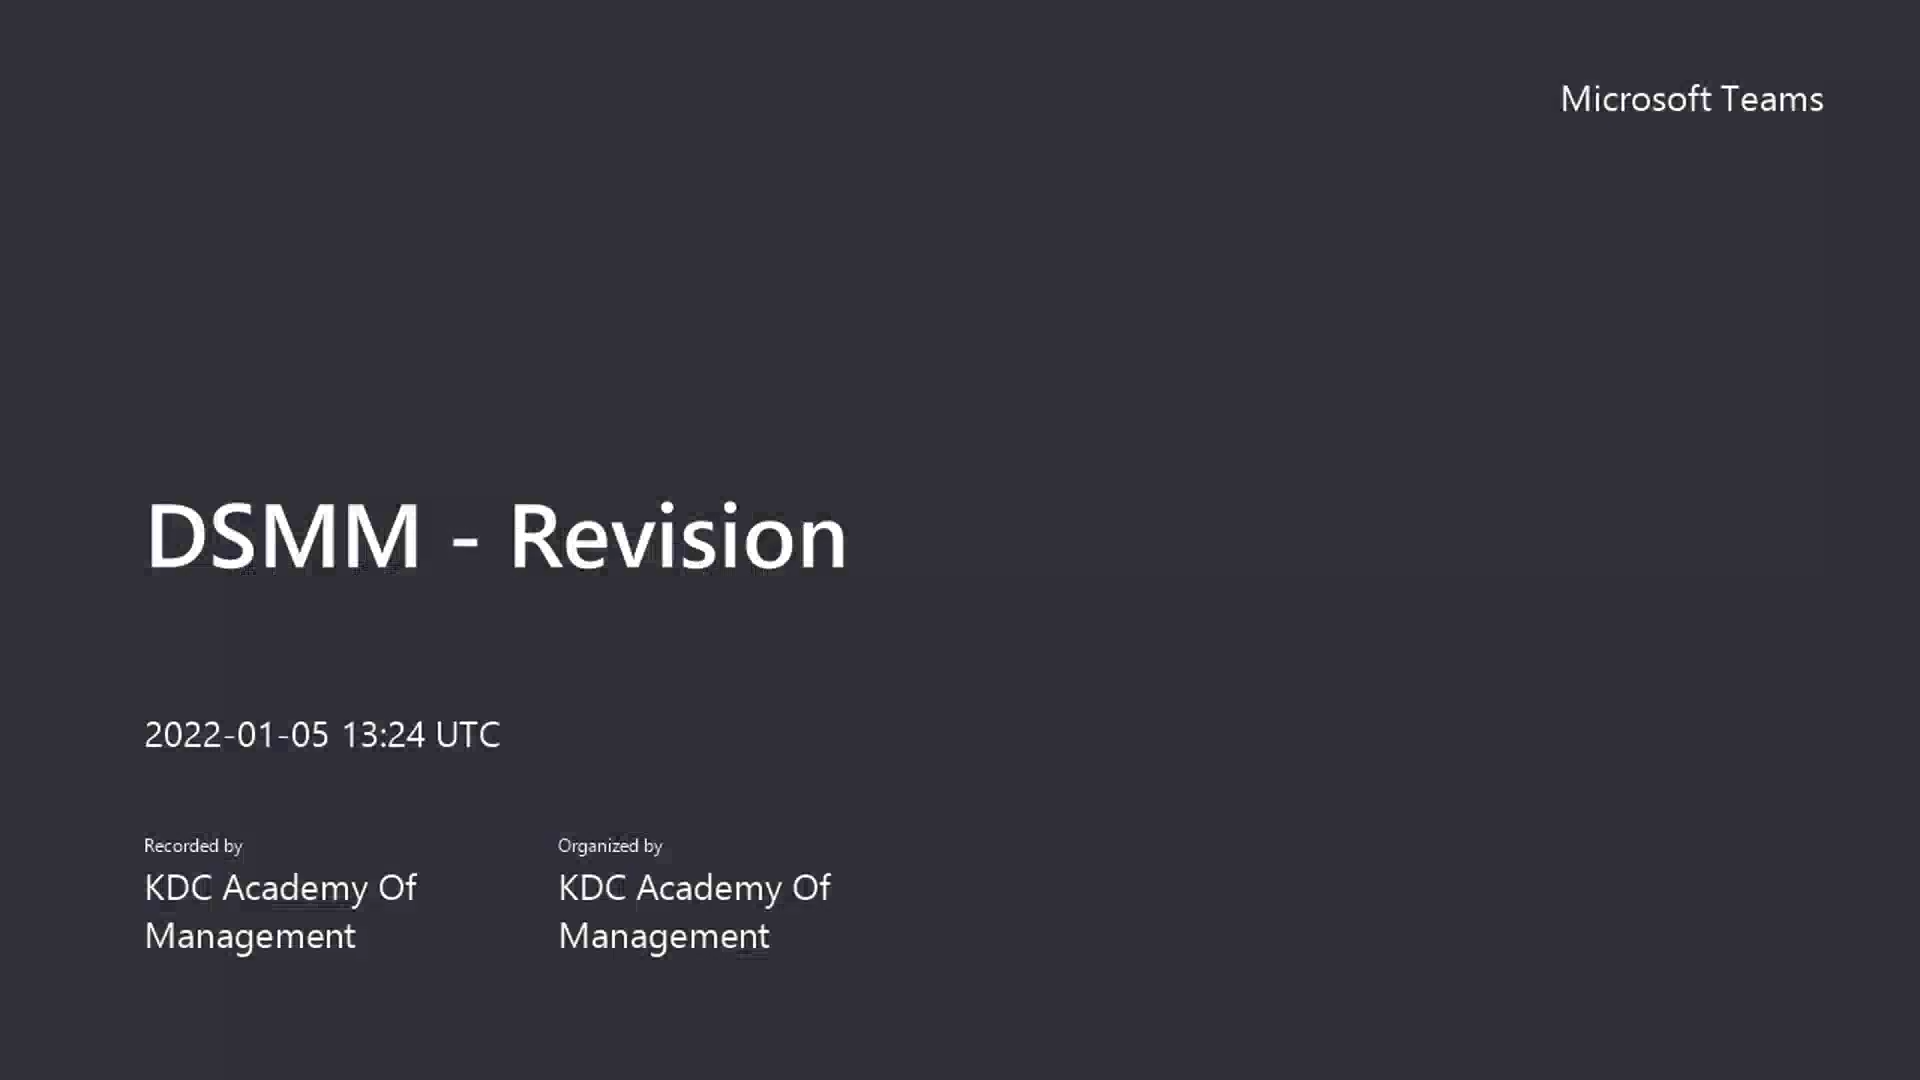 Microsoft Teams
DSMM - Revision
2022-01-05 13:24 UTC
Recorded by
KDC Academy Of
Management
Organized by
KDC Academy Of
Management